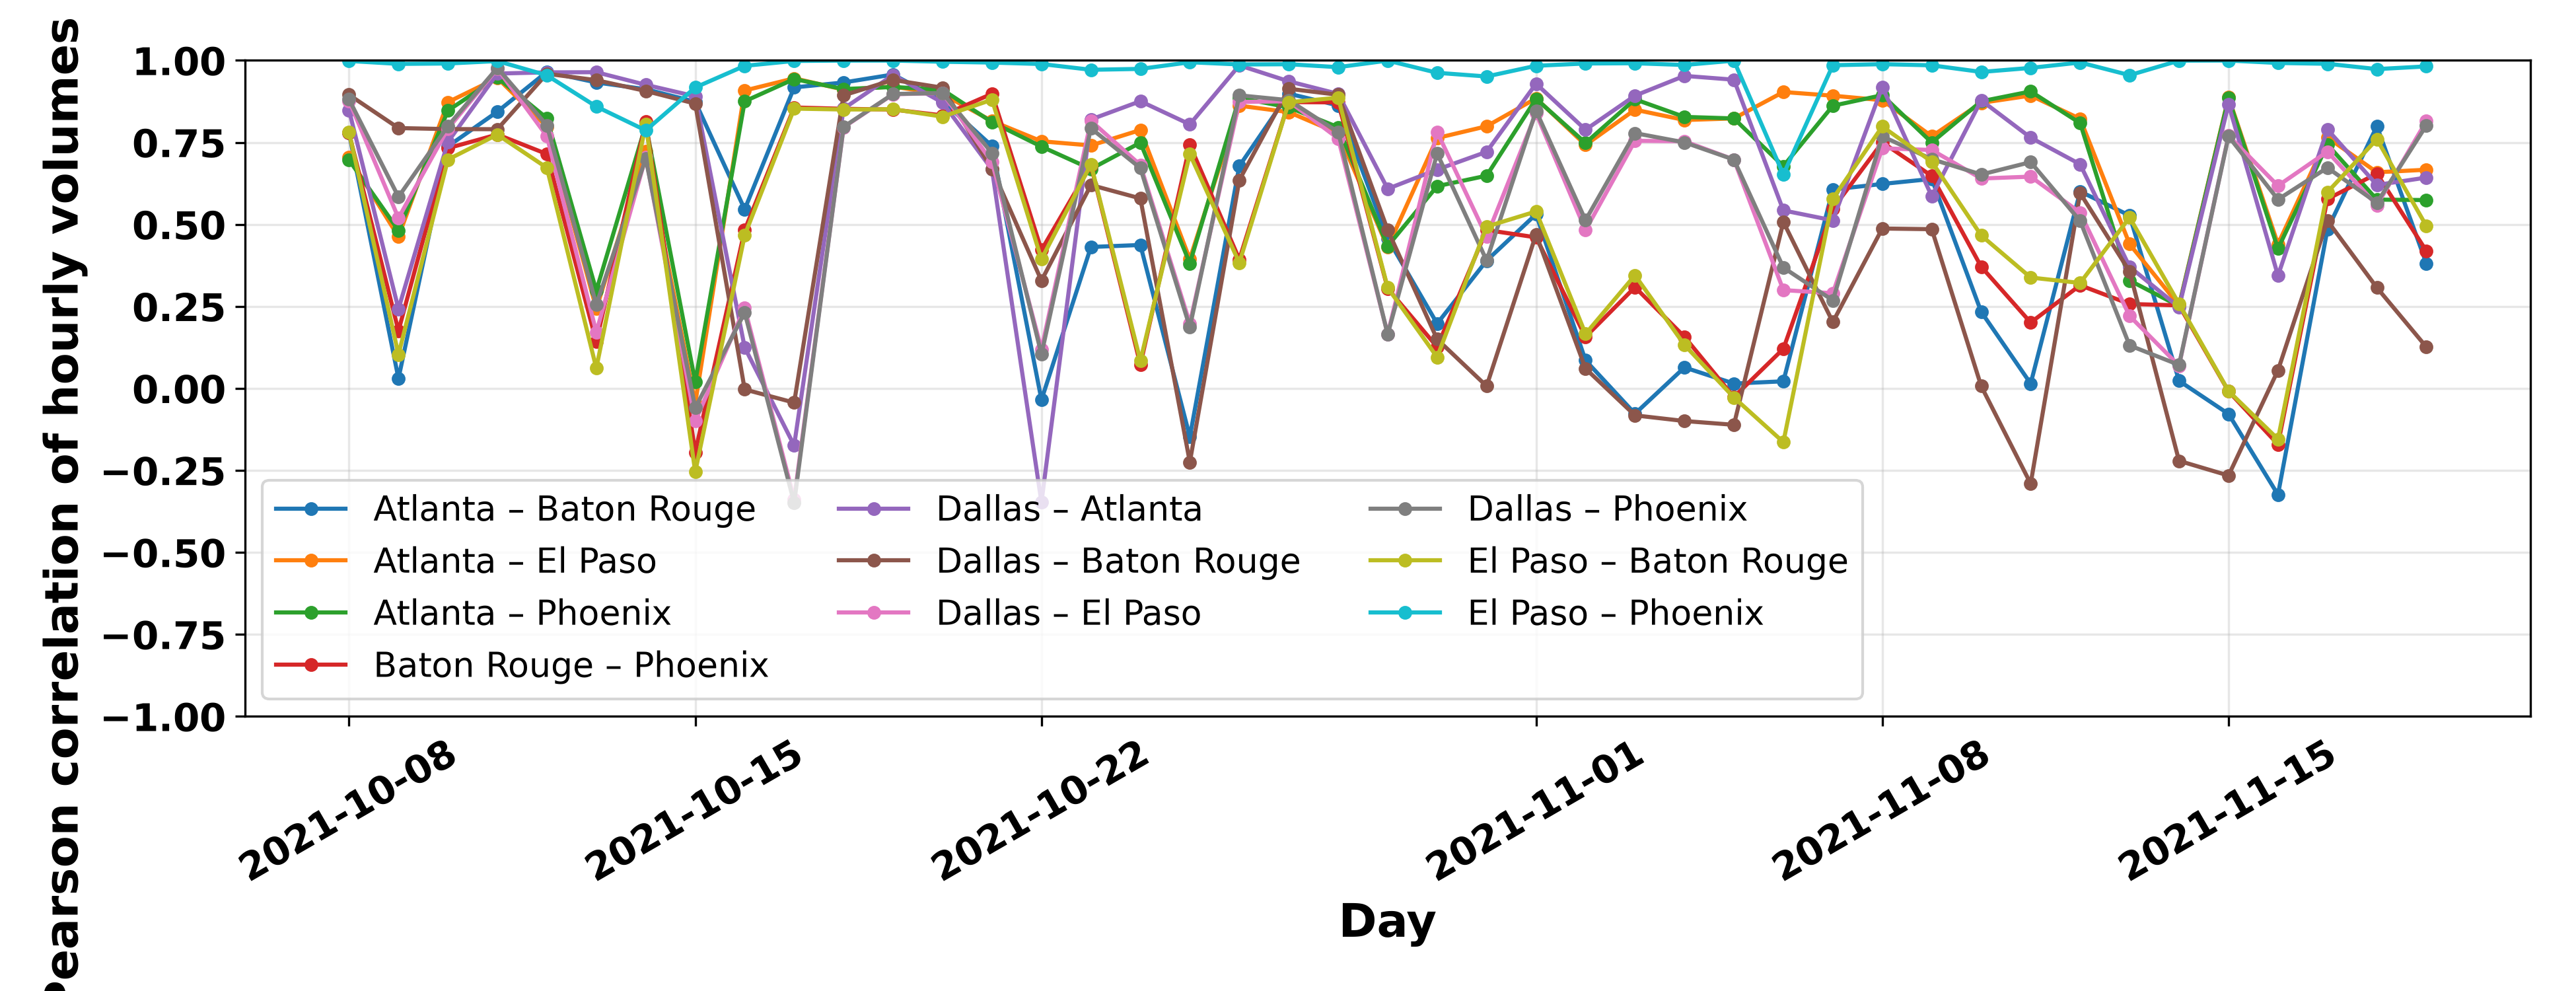 Pearson correlation of hourly volumes
1.00
0.75
0.50
0.25
0.00
−0.25
−0.50
−0.75
−1.00
Atlanta – Baton Rouge
Atlanta – El Paso
Atlanta – Phoenix
Baton Rouge – Phoenix
Dallas – Atlanta
Dallas – Baton Rouge
Dallas – El Paso
Dallas – Phoenix
El Paso – Baton Rouge
El Paso – Phoenix
2021-10-08
2021-10-15
2021-10-22
2021-11-01
2021-11-08
2021-11-15
Day